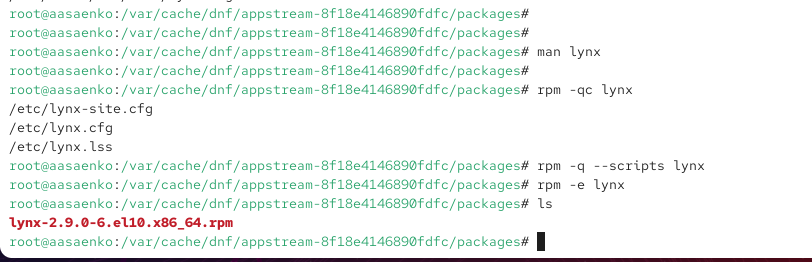 root@aasaenko:/var/cache/dnf/appstream-8f18e4146890fdfc/packages#
root@aasaenko:/var/cache/dnf/appstream-8f18e4146890fdfc/packages#
root@aasaenko:/var/cache/dnf/appstream-8f18e4146890fdfc/packages# man lynx
root@aasaenko:/var/cache/dnf/appstream-8f18e4146890fdfc/packages#
root@aasaenko:/var/cache/dnf/appstream-8f18e4146890fdfc/packages# rpm -qc lynx
/etc/lynx-site.cfg
/etc/lynx.cfg
/etc/lynx.lss
root@aasaenko:/var/cache/dnf/appstream-8f18e4146890fdfc/packages# rpm -q --scripts lynx
root@aasaenko:/var/cache/dnf/appstream-8f18e4146890fdfc/packages# rpm -e lynx
root@aasaenko:/var/cache/dnf/appstream-8f18e4146890fdfc/packages# ls
lynx-2.9.0-6.el10.x86_64.rpm
root@aasaenko:/var/cache/dnf/appstream-8f18e4146890fdfc/packages#